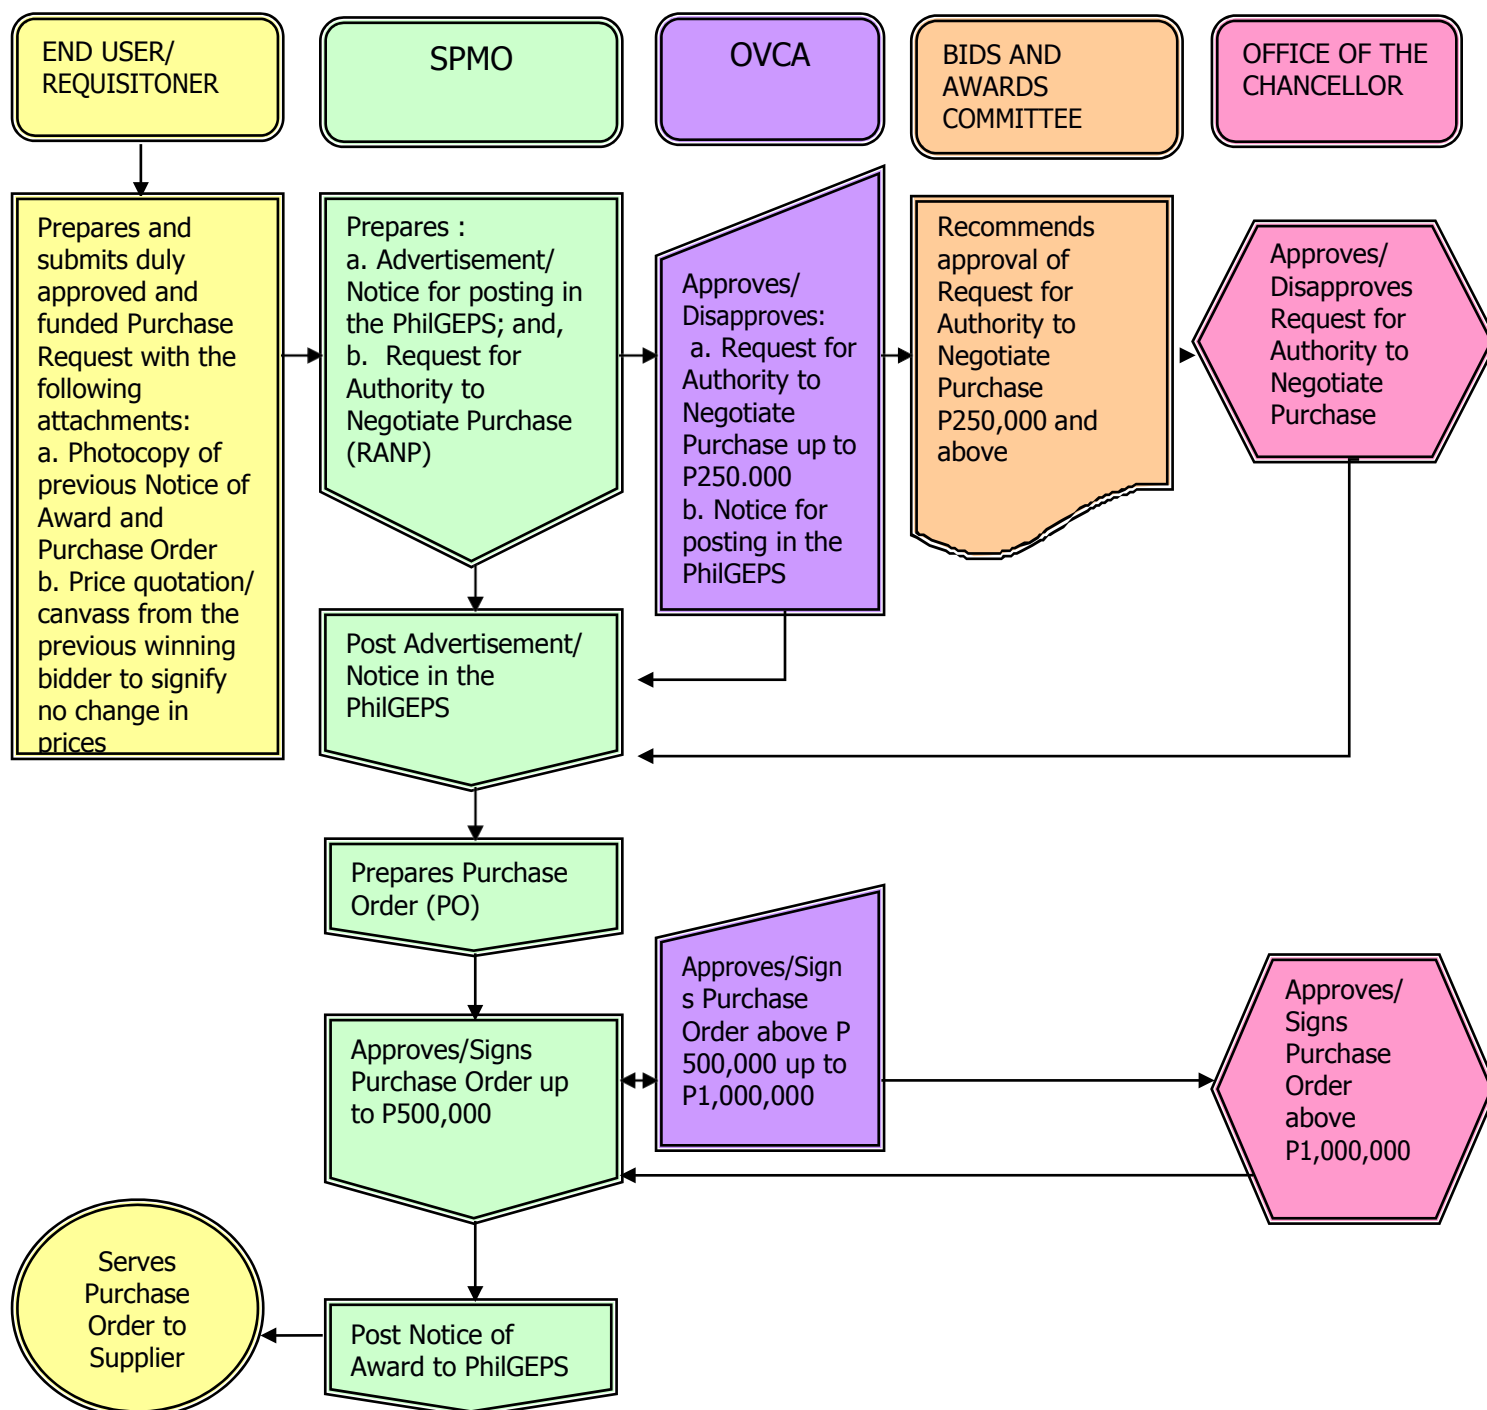 END USER/
REQUISITONER
SPMO
OVCA
BIDS AND
AWARDS
COMMITTEE
OFFICE OF THE
CHANCELLOR
Prepares and
submits duly
approved and
funded Purchase
Request with the
following
attachments:
a. Photocopy of
previous Notice of
Award and
Purchase Order
b. Price quotation/
canvass from the
previous winning
bidder to signify
no change in
prices
Prepares :
a. Advertisement/
Notice for posting in
the PhilGEPS; and,
b. Request for
Authority to
Negotiate Purchase
(RANP)
Approves/
Disapproves:
a. Request for
Authority to
Negotiate
Purchase up to
P250.000
b. Notice for
posting in the
PhilGEPS
Recommends
approval of
Request for
Authority to
Negotiate
Purchase
P250,000 and
above
Approves/
Disapproves
Request for
Authority to
Negotiate
Purchase
Post Advertisement/
Notice in the
PhilGEPS
Prepares Purchase
Order (PO)
Approves/Signs
Purchase Order up
to P500,000
Approves/Sign
s Purchase
Order above P
500,000 up to
P1,000,000
Approves/
Signs
Purchase
Order
above
P1,000,000
Serves
Purchase
Order to
Supplier
Post Notice of
Award to PhilGEPS